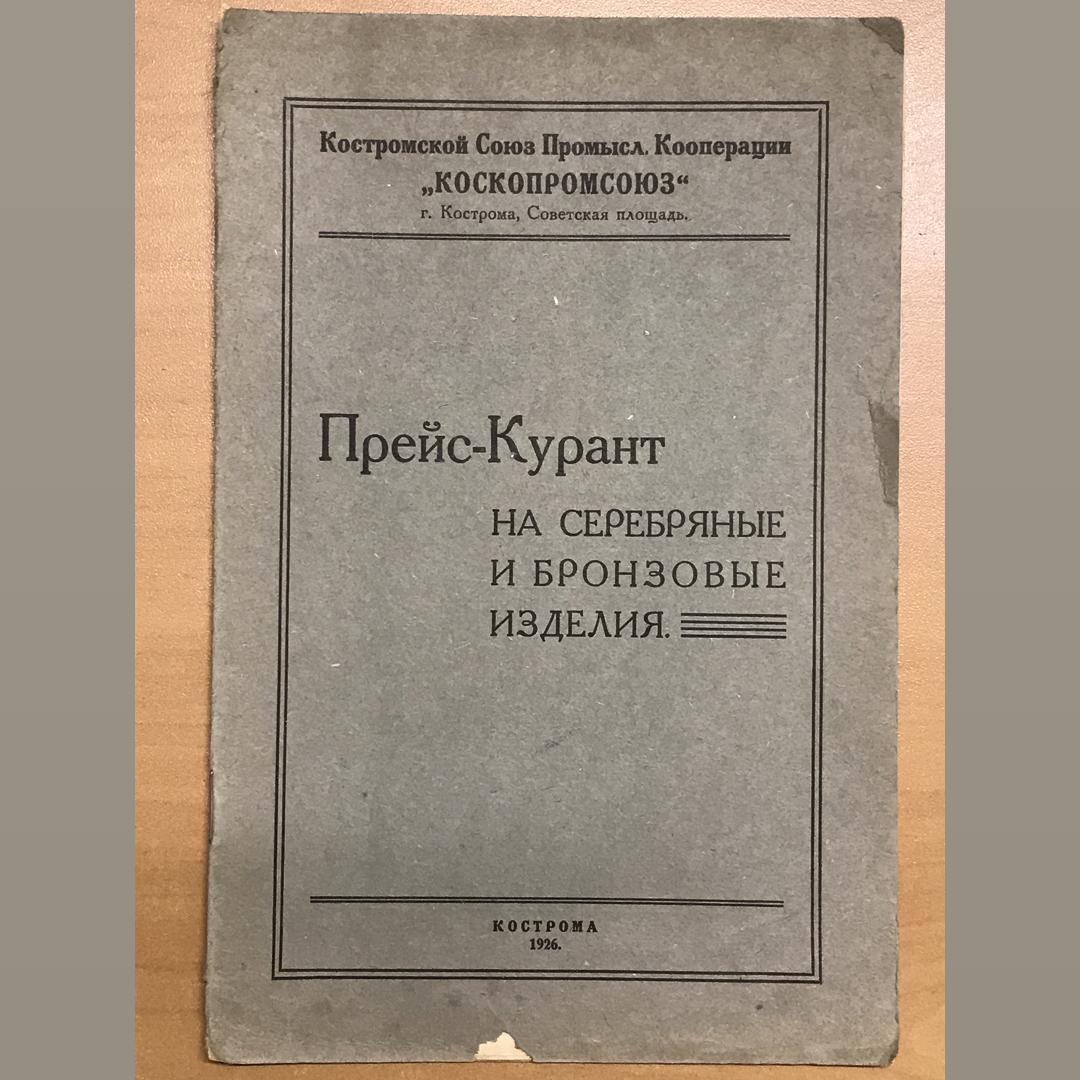 Костромской Союз Промысл. Кооперации
„КОСКОПРОМСОЮЗ“
г. Кострома, Советская площадь.
Прейс-Курант
НА СЕРЕБРЯНЫЕ
И БРОНЗОВЫЕ
ИЗДЕЛИЯ.
КОСТРОМА
1926.